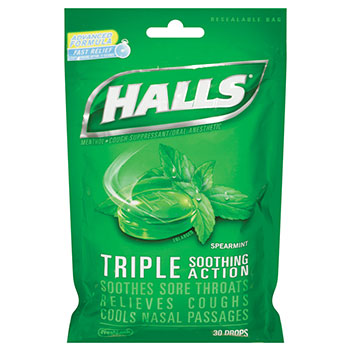 RESEALABLE BAG
ADVANCED
FORMULA
FAST RELIEF
HALLS
MENTHOL • COUGH SUPPRESSANT/ORAL ANESTHETIC
SPEARMINT
TRIPLE SOOTHING
ACTION
SOOTHES SORE THROATS
RELIEVES COUGHS
COOLS NASAL PASSAGES
30 DROPS